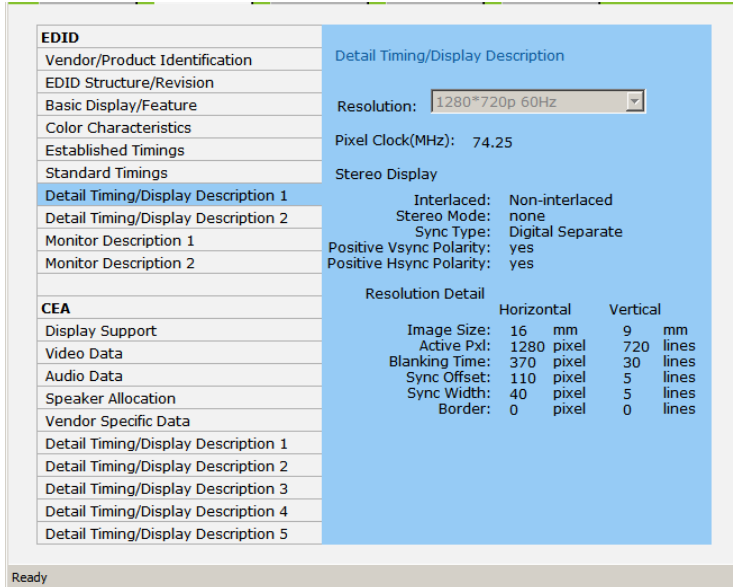 EDID
Vendor/Product Identification
EDID Structure/Revision
Basic Display/Feature
Color Characteristics
Established Timings
Standard Timings
Detail Timing/Display Description 1
Detail Timing/Display Description 2
Monitor Description 1
Monitor Description 2
CEA
Display Support
Video Data
Audio Data
Speaker Allocation
Vendor Specific Data
Detail Timing/Display Description 1
Detail Timing/Display Description 2
Detail Timing/Display Description 3
Detail Timing/Display Description 4
Detail Timing/Display Description 5
Detail Timing/Display Description
Resolution: 1280*720p 60Hz
Pixel Clock(MHz): 74.25
Stereo Display
Interlaced: Non-interlaced
Stereo Mode: none
Sync Type: Digital Separate
Positive Vsync Polarity: yes
Positive Hsync Polarity: yes
Resolution Detail
Horizontal Vertical
Image Size: 16 mm 9 mm
Active Pxl: 1280 pixel 720 lines
Blanking Time: 370 pixel 30 lines
Sync Offset: 110 pixel 5 lines
Sync Width: 40 pixel 5 lines
Border: 0 pixel 0 lines
Ready